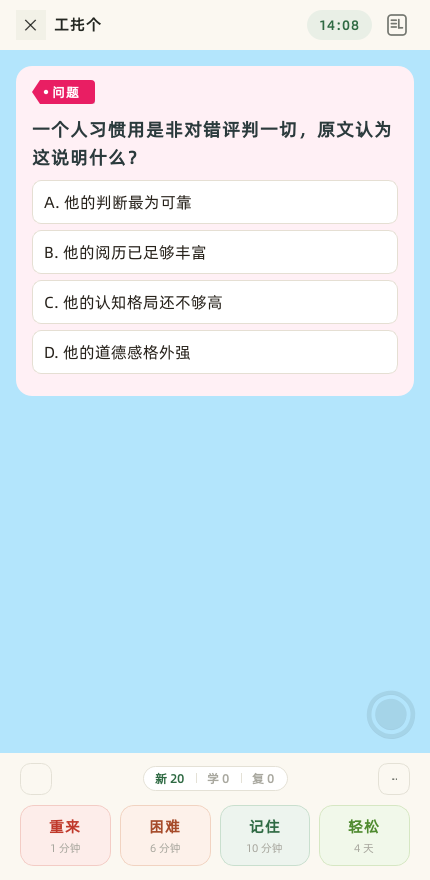 工托个
14:08
问题
一个人习惯用是非对错评判一切，原文认为
这说明什么？
A. 他的判断最为可靠
B. 他的阅历已足够丰富
C. 他的认知格局还不够高
D. 他的道德感格外强
新 20 学 0 复 0
重来 困难 记住 轻松
1 分钟 6 分钟 10 分钟 4 天